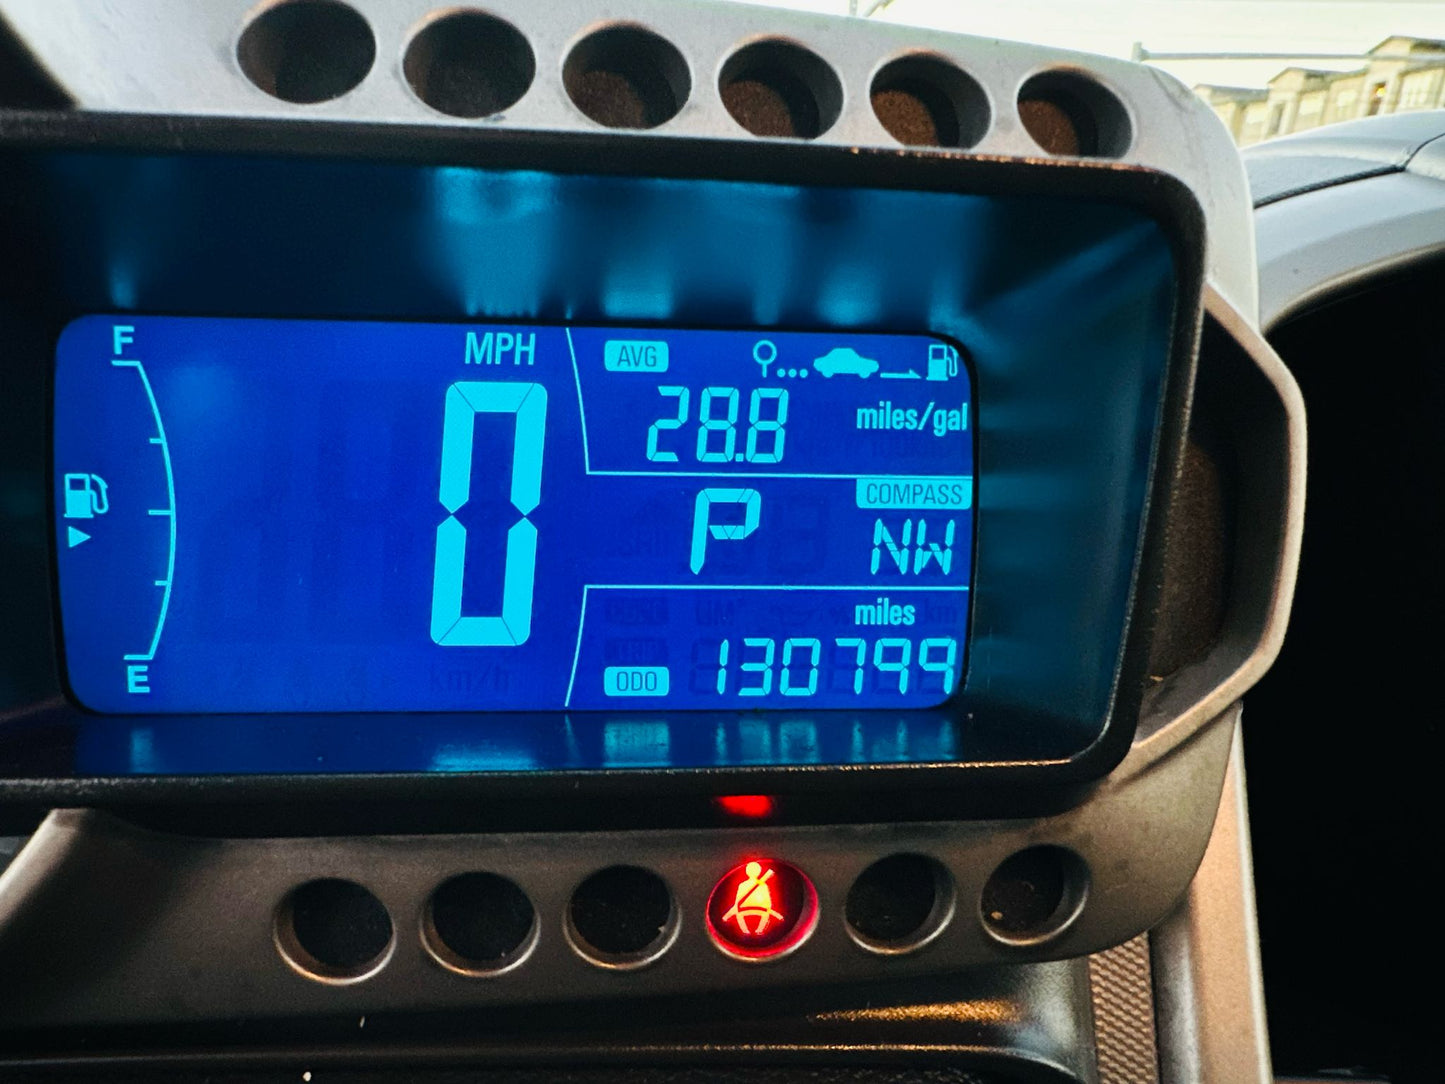 F
MPH
AVG
28.8
miles/gal
0
COMPASS
P
NW
miles
E
ODO
130799